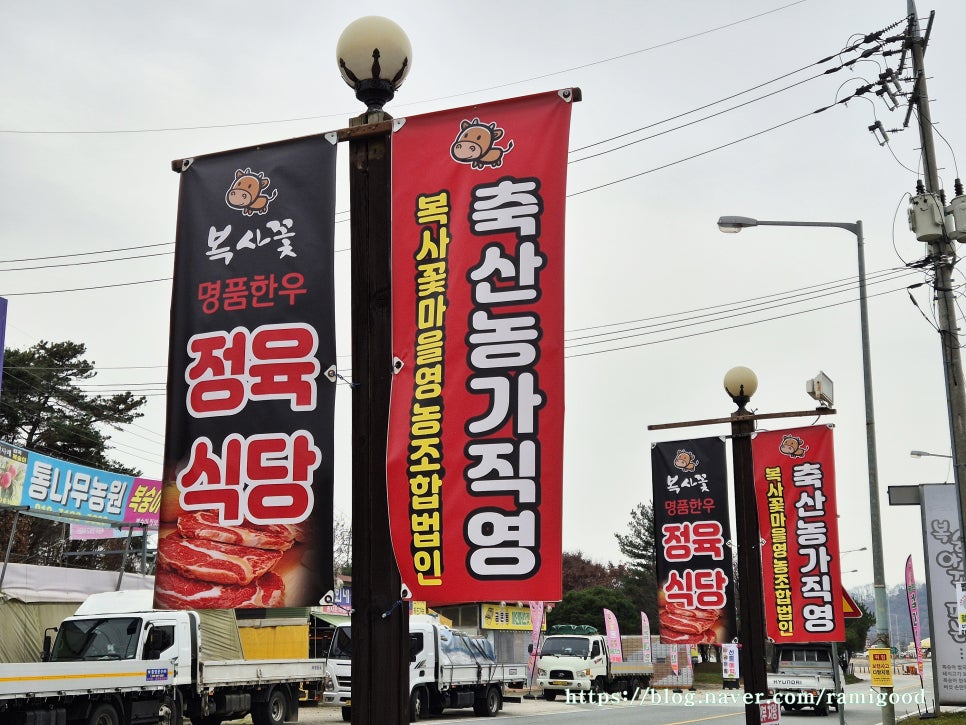 복사꽃
명품한우
정육
식당
축산농가직영
복사꽃마을영농조합법인
복사꽃
명품한우
정육
식당
축산농가직영
복사꽃마을영농조합법인
통나무농원
복숭아
HYUNDAI
https://blog.naver.com/ramigood